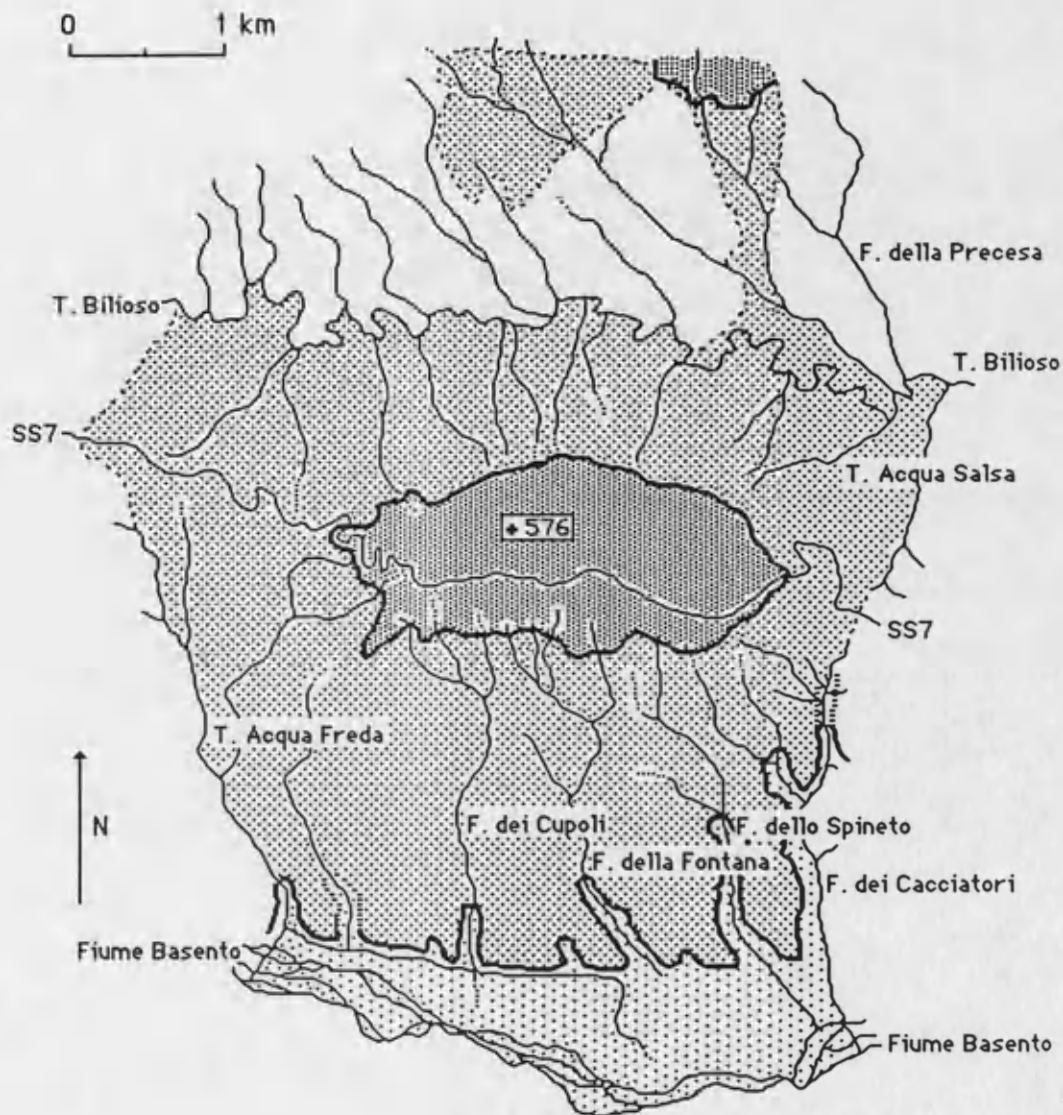 0 1 km
F. della Precesa
T. Bilioso
T. Bilioso
SS7
T. Acqua Salsa
+ 576
SS7
T. Acqua Freda
N
F. dei Cupoli
F. dello Spineto
F. della Fontana
F. dei Cacciatori
Fiume Basento
Fiume Basento